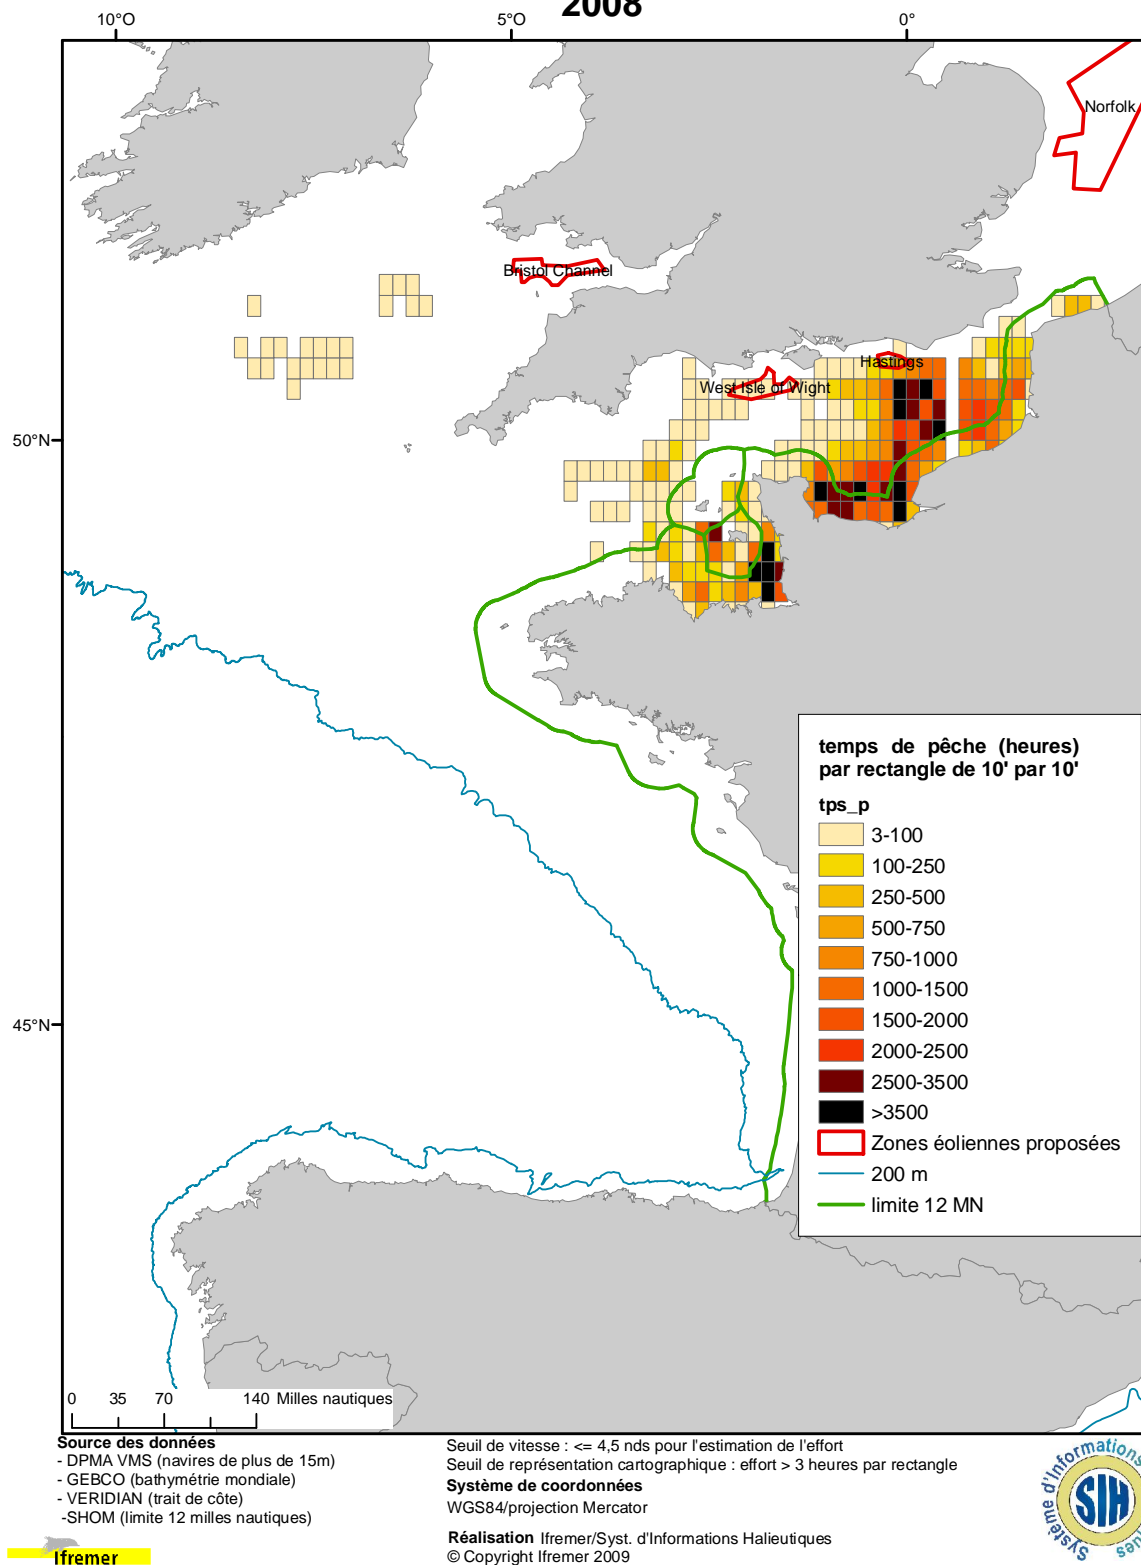 2008
10°O 5°O 0°
Norfolk
Bristol Channel
Hastings
West Isle of Wight
50°N
45°N
temps de pêche (heures)
par rectangle de 10' par 10'
tps_p
3-100
100-250
250-500
500-750
750-1000
1000-1500
1500-2000
2000-2500
2500-3500
>3500
Zones éoliennes proposées
200 m
limite 12 MN
0 35 70 140 Milles nautiques
Source des données
- DPMA VMS (navires de plus de 15m)
- GEBCO (bathymétrie mondiale)
- VERIDIAN (trait de côte)
-SHOM (limite 12 milles nautiques)
Seuil de vitesse : <= 4,5 nds pour l'estimation de l'effort
Seuil de représentation cartographique : effort > 3 heures par rectangle
Système de coordonnées
WGS84/projection Mercator
Réalisation Ifremer/Syst. d'Informations Halieutiques
© Copyright Ifremer 2009
Ifremer
Système d'Informations
SIH